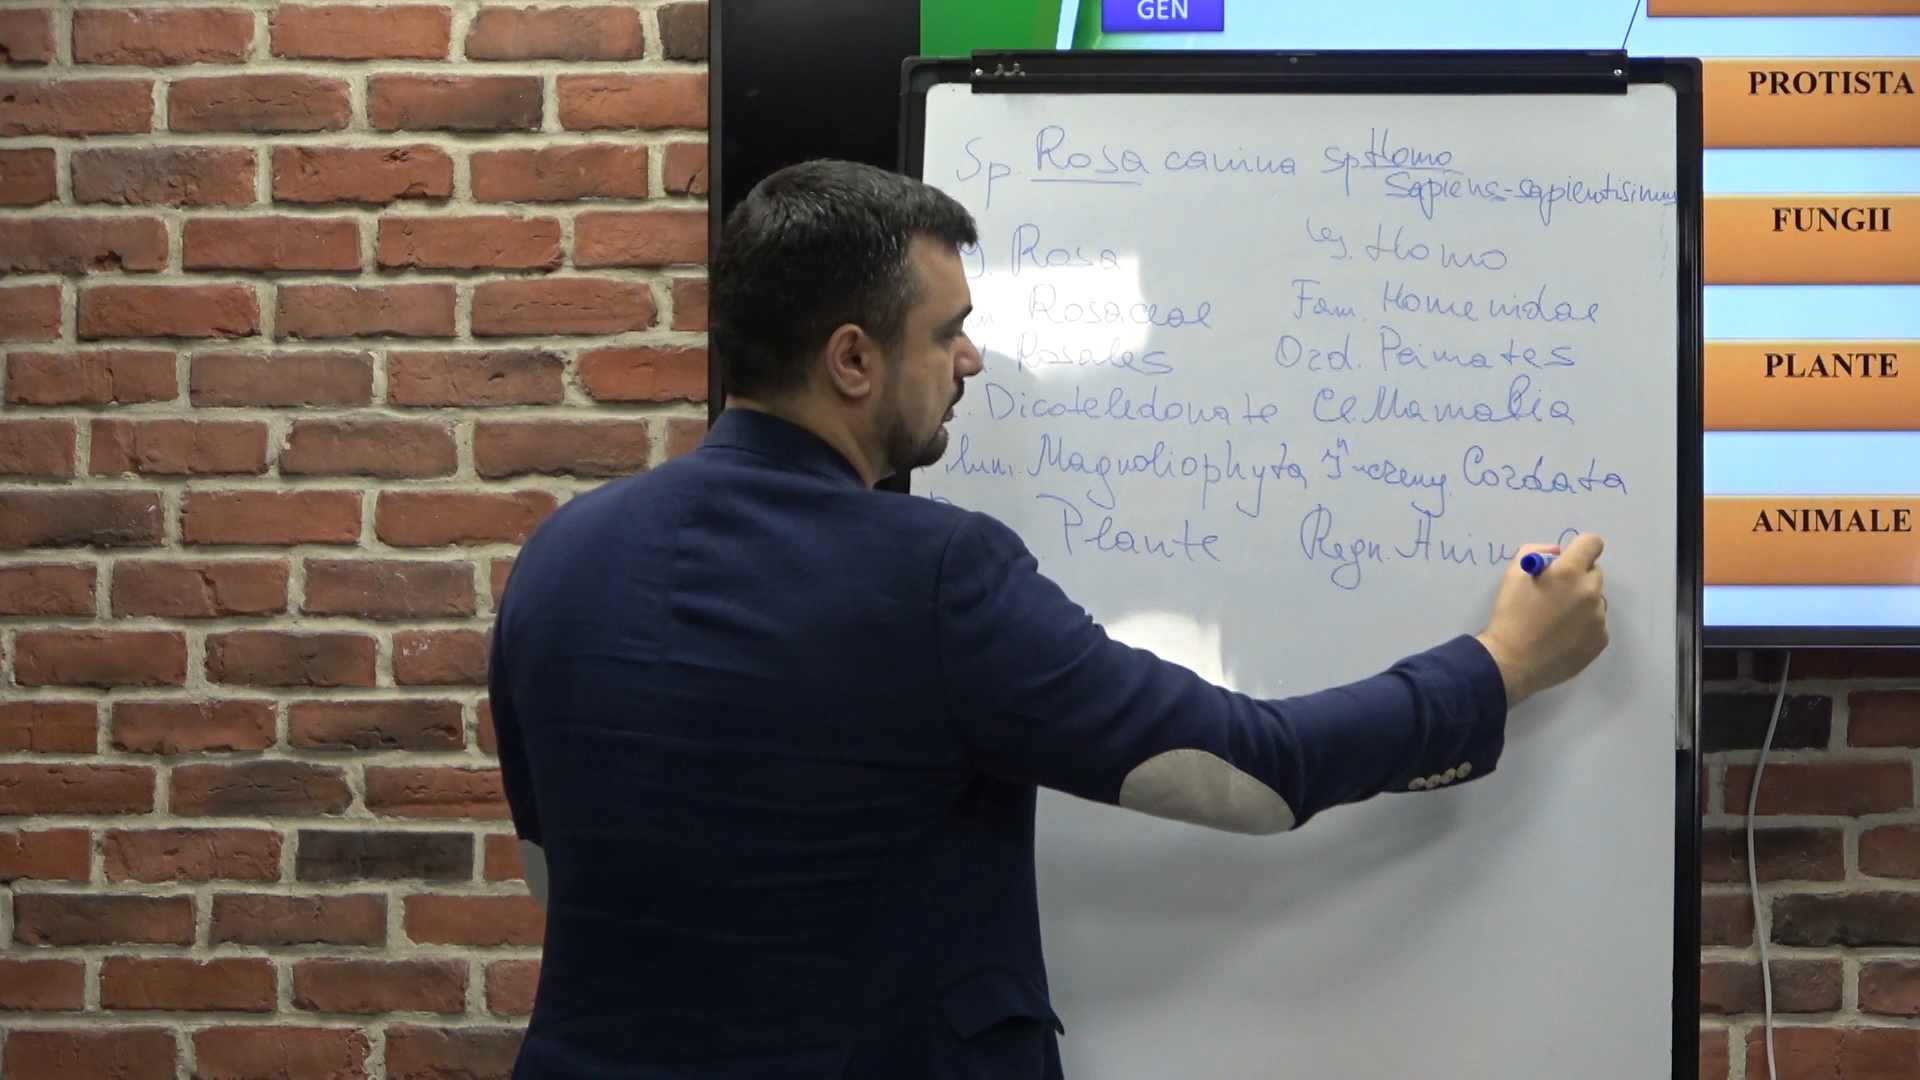 GEN
Sp. Rosa canina sp. Homo
Sapiens-sapientisimus
g. Rosa g. Homo
Rosaceae Fam. Homenidae
Rosales Ord. Primates
Dicoteledonate Cl. Mamalia
Magnoliophyta Încreng. Cordata
Plante Regn. Anim
PROTISTA
FUNGII
PLANTE
ANIMALE